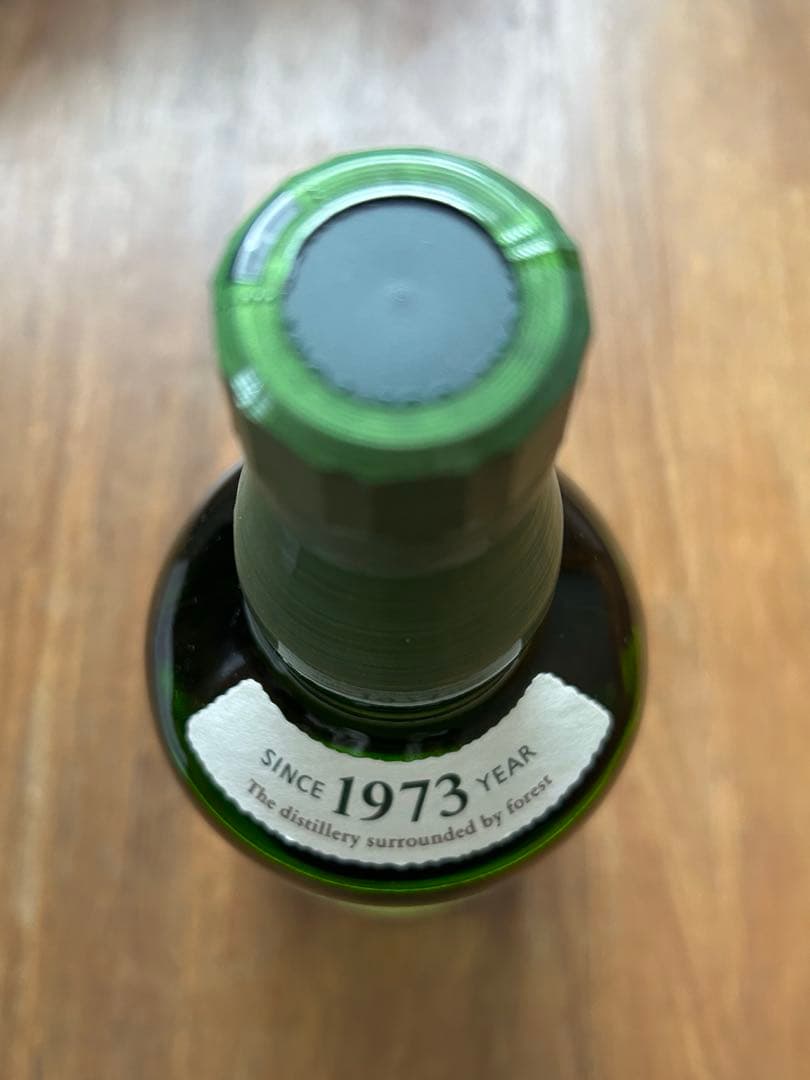 SINCE 1973 YEAR
The distillery surrounded by forest